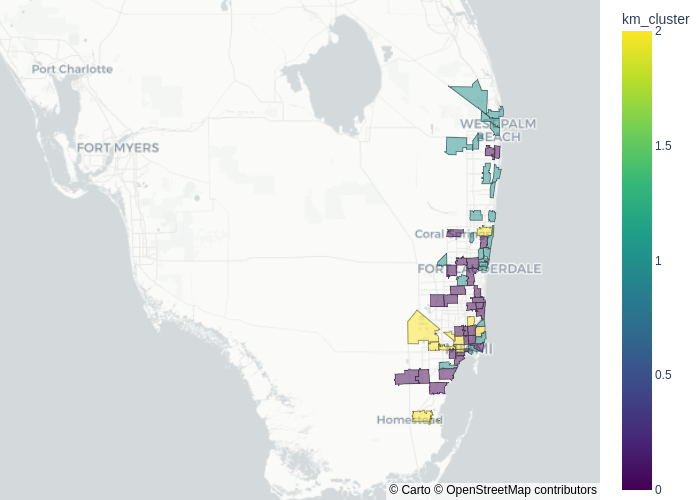 km_cluster
2
Port Charlotte
WEST PALM
BEACH
1.5
FORT MYERS
Coral Springs
1
FORT LAUDERDALE
0.5
Homestead
0
© Carto © OpenStreetMap contributors